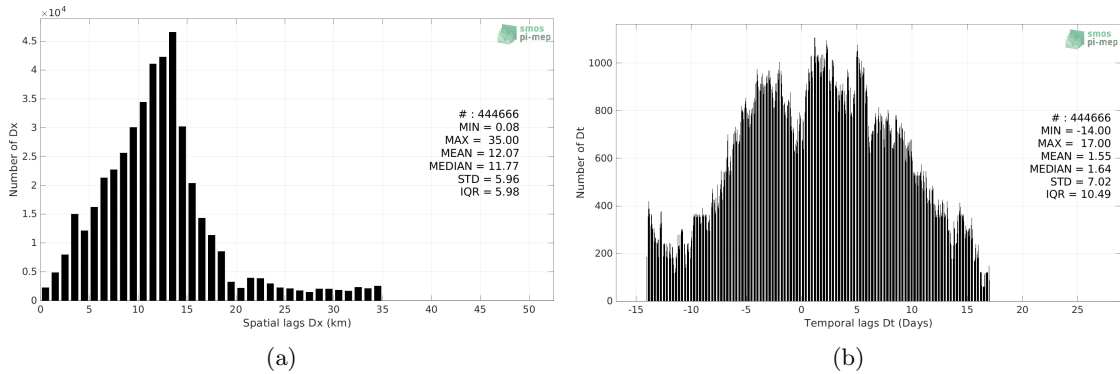 ×10⁴
4.5
4
3.5
3
2.5
2
1.5
1
0.5
0
Number of Dx
smos
pi-mep
# : 444666
MIN = 0.08
MAX = 35.00
MEAN = 12.07
MEDIAN = 11.77
STD = 5.96
IQR = 5.98
0 5 10 15 20 25 30 35 40 45 50
Spatial lags Dx (km)
(a)
1000
800
600
400
200
0
Number of Dt
smos
pi-mep
# : 444666
MIN = -14.00
MAX = 17.00
MEAN = 1.55
MEDIAN = 1.64
STD = 7.02
IQR = 10.49
-15 -10 -5 0 5 10 15 20 25
Temporal lags Dt (Days)
(b)